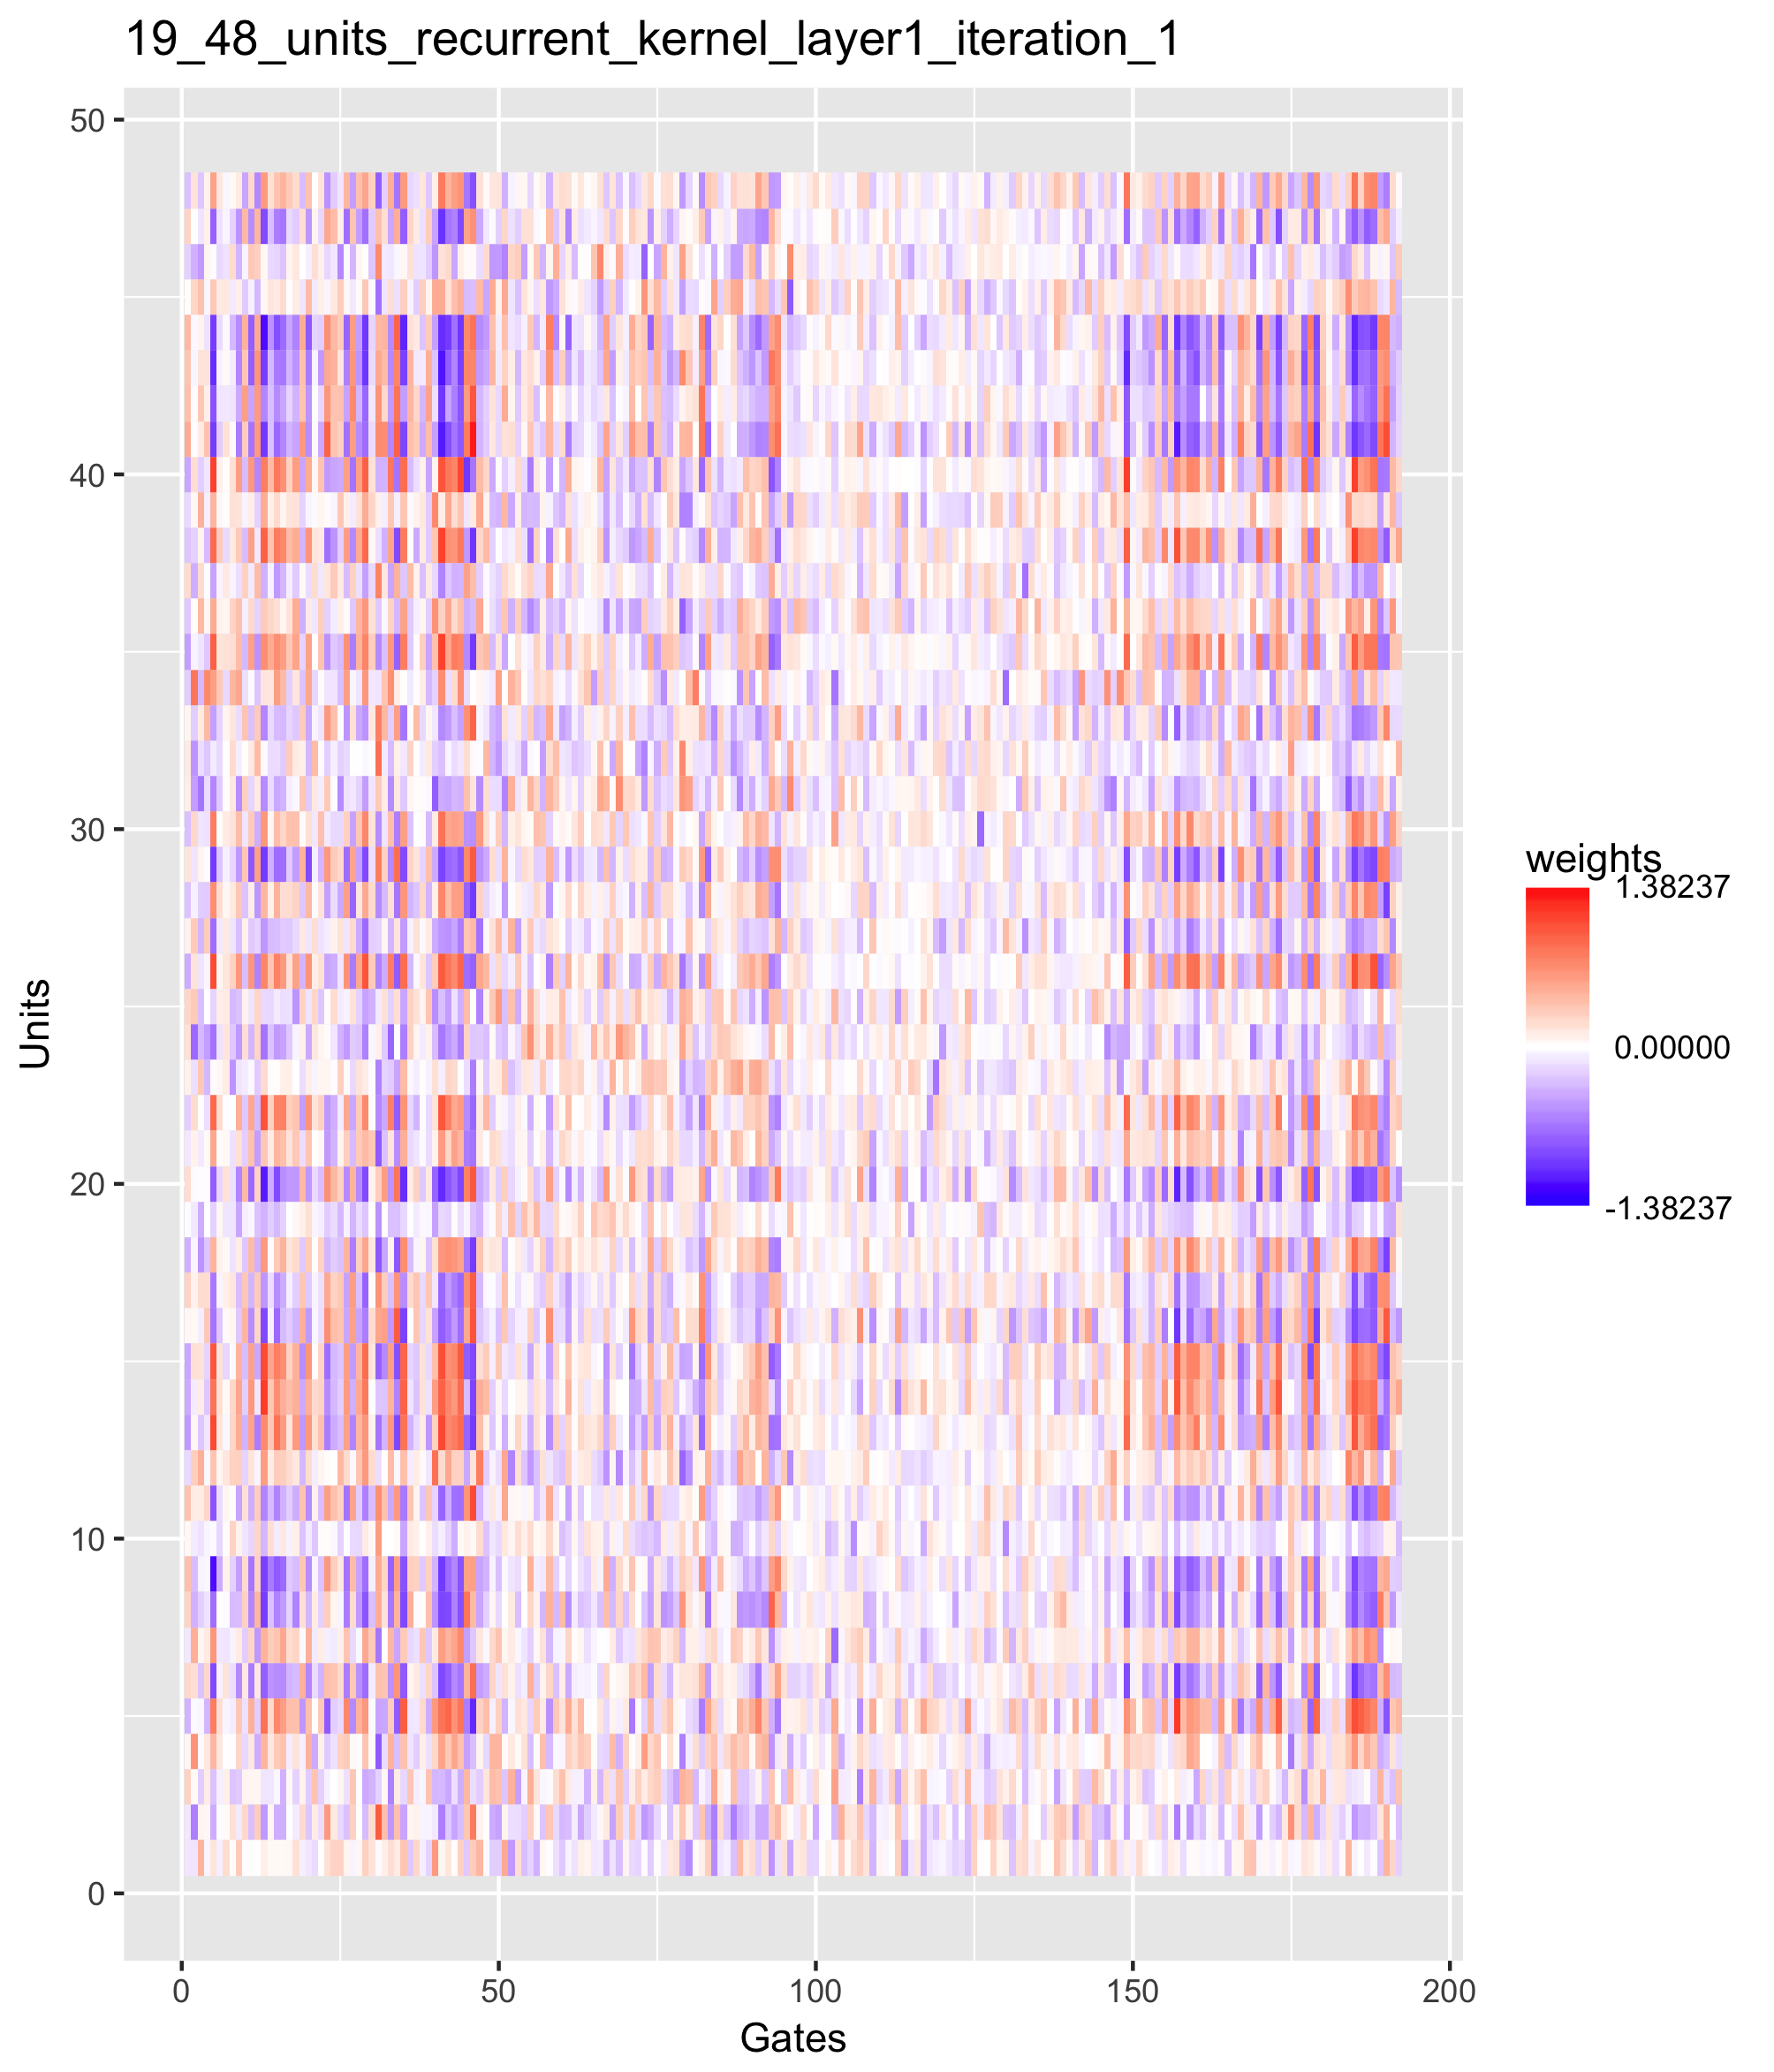 19_48_units_recurrent_kernel_layer1_iteration_1
50
40
30
20
10
0
Units
0 50 100 150 200
Gates
weights
1.38237
0.00000
-1.38237